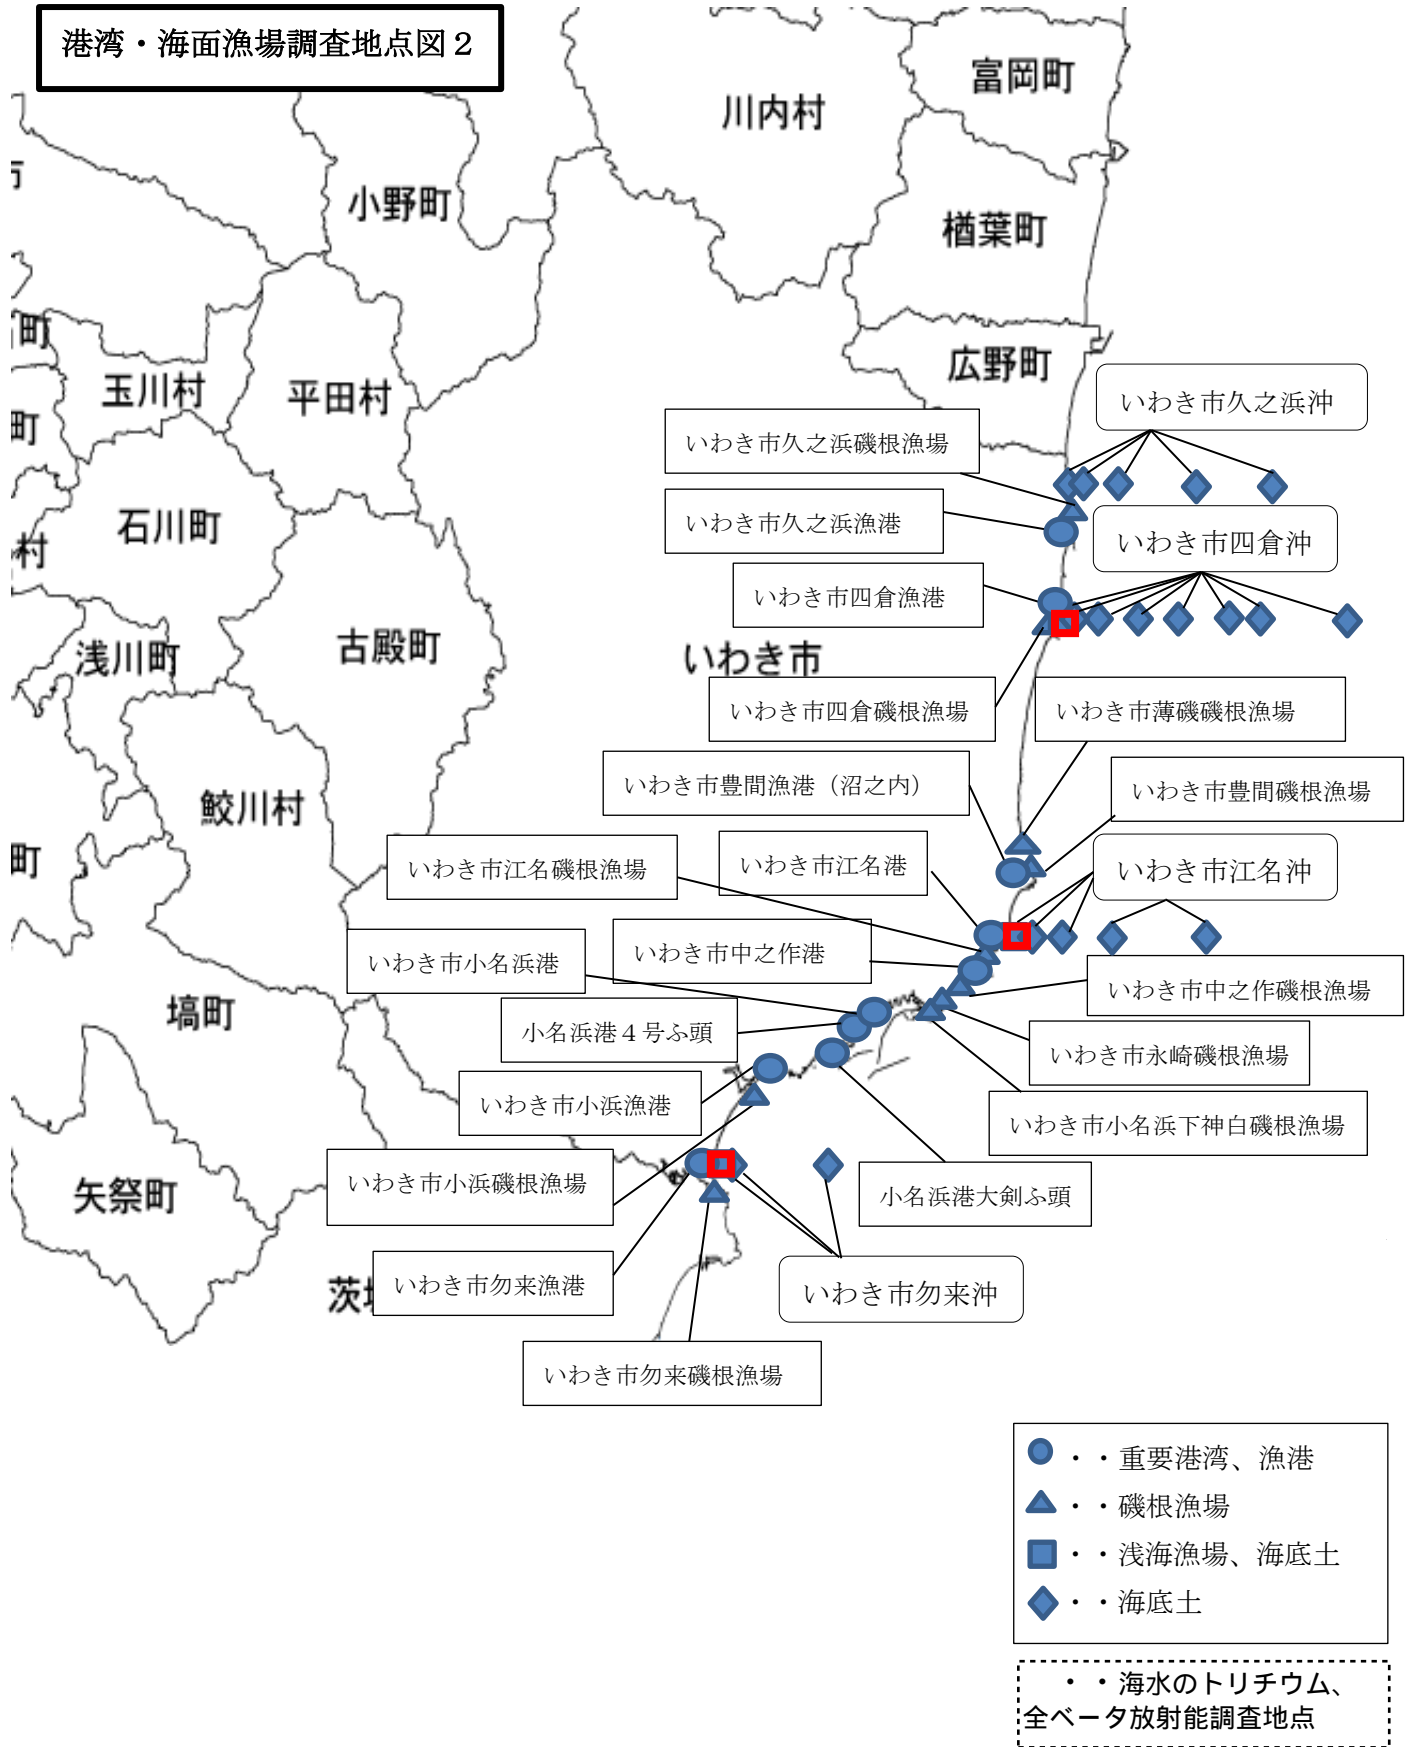 港湾・海面漁場調査地点図２
富岡町
川内村
小野町
楢葉町
町
広野町
玉川村
平田村
町
いわき市久之浜沖
いわき市久之浜磯根漁場
いわき市久之浜漁港
石川町
村
いわき市四倉沖
いわき市四倉漁港
古殿町
浅川町
いわき市
いわき市四倉磯根漁場
いわき市薄磯磯根漁場
いわき市豊間漁港（沼之内）
いわき市豊間磯根漁場
鮫川村
町
いわき市江名磯根漁場
いわき市江名港
いわき市江名沖
いわき市小名浜港
いわき市中之作港
いわき市中之作磯根漁場
塙町
小名浜港４号ふ頭
いわき市永崎磯根漁場
いわき市小浜漁港
いわき市小名浜下神白磯根漁場
いわき市小浜磯根漁場
矢祭町
小名浜港大剣ふ頭
茨
いわき市勿来漁港
いわき市勿来沖
いわき市勿来磯根漁場
・・重要港湾、漁港
・・磯根漁場
・・浅海漁場、海底土
・・海底土
・・海水のトリチウム、
全ベータ放射能調査地点